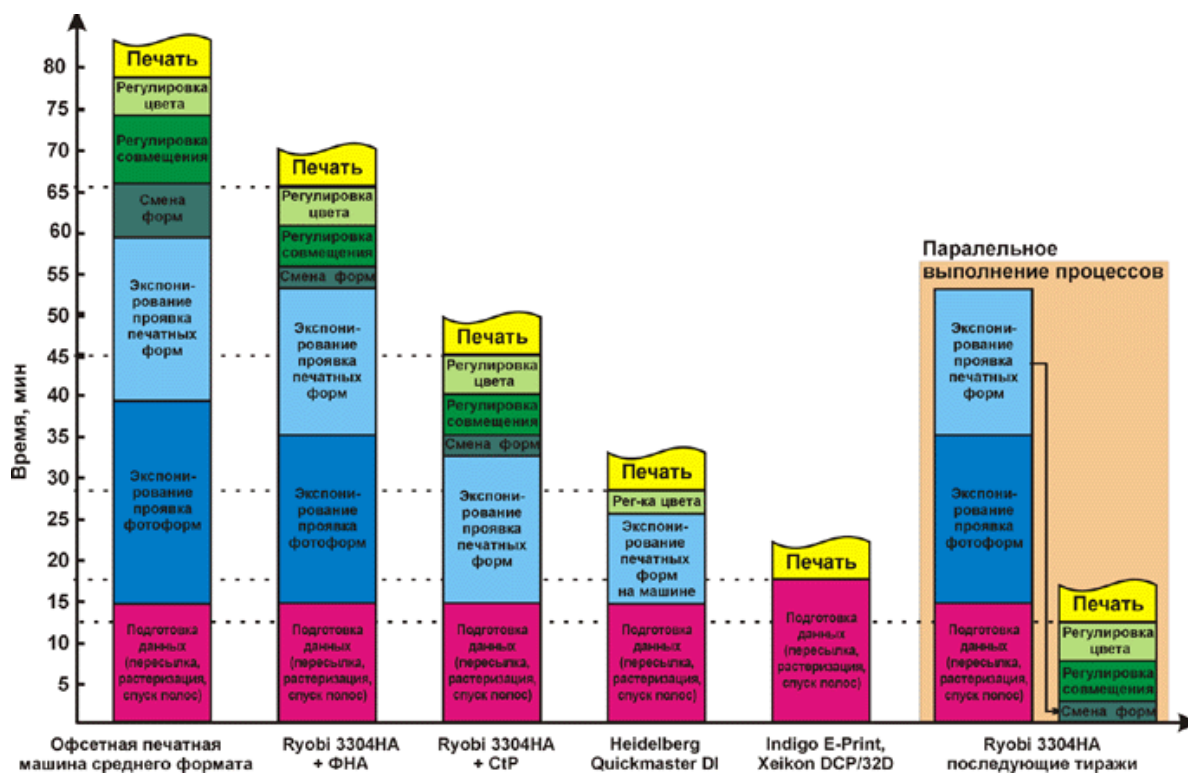 Время, мин
80
75
70
65
60
55
50
45
40
35
30
25
20
15
10
5
Печать
Регулировка
цвета
Регулировка
совмещения
Смена
форм
Экспони-
рование
проявка
печатных
форм
Экспони-
рование
проявка
фотоформ
Подготовка
данных
(пересылка,
растеризация,
спуск полос)
Офсетная печатная
машина среднего формата
Печать
Регулировка
цвета
Регулировка
совмещения
Смена форм
Экспони-
рование
проявка
печатных
форм
Экспони-
рование
проявка
фотоформ
Подготовка
данных
(пересылка,
растеризация,
спуск полос)
Ryobi 3304HA
+ ФНА
Печать
Регулировка
цвета
Регулировка
совмещения
Смена форм
Экспони-
рование
проявка
печатных
форм
Подготовка
данных
(пересылка,
растеризация,
спуск полос)
Ryobi 3304HA
+ CtP
Печать
Рег-ка цвета
Экспони-
рование
печатных
форм
на машине
Подготовка
данных
(пересылка,
растеризация,
спуск полос)
Heidelberg
Quickmaster DI
Печать
Подготовка
данных
(пересылка,
растеризация,
спуск полос)
Indigo E-Print,
Xeikon DCP/32D
Паралельное
выполнение процессов
Экспони-
рование
проявка
печатных
форм
Экспони-
рование
проявка
фотоформ
Подготовка
данных
(пересылка,
растеризация,
спуск полос)
Печать
Регулировка
цвета
Регулировка
совмещения
Смена форм
Ryobi 3304HA
последующие тиражи